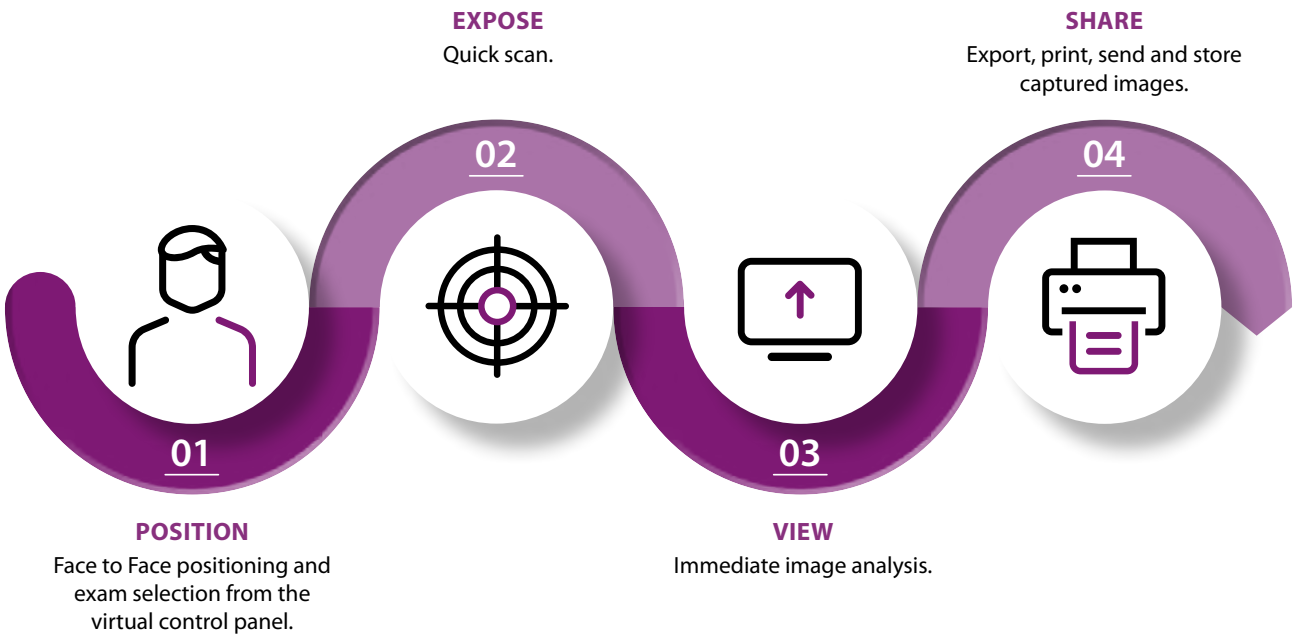 01
POSITION
Face to Face positioning and
exam selection from the
virtual control panel.
EXPOSE
Quick scan.
02
03
VIEW
Immediate image analysis.
SHARE
Export, print, send and store
captured images.
04